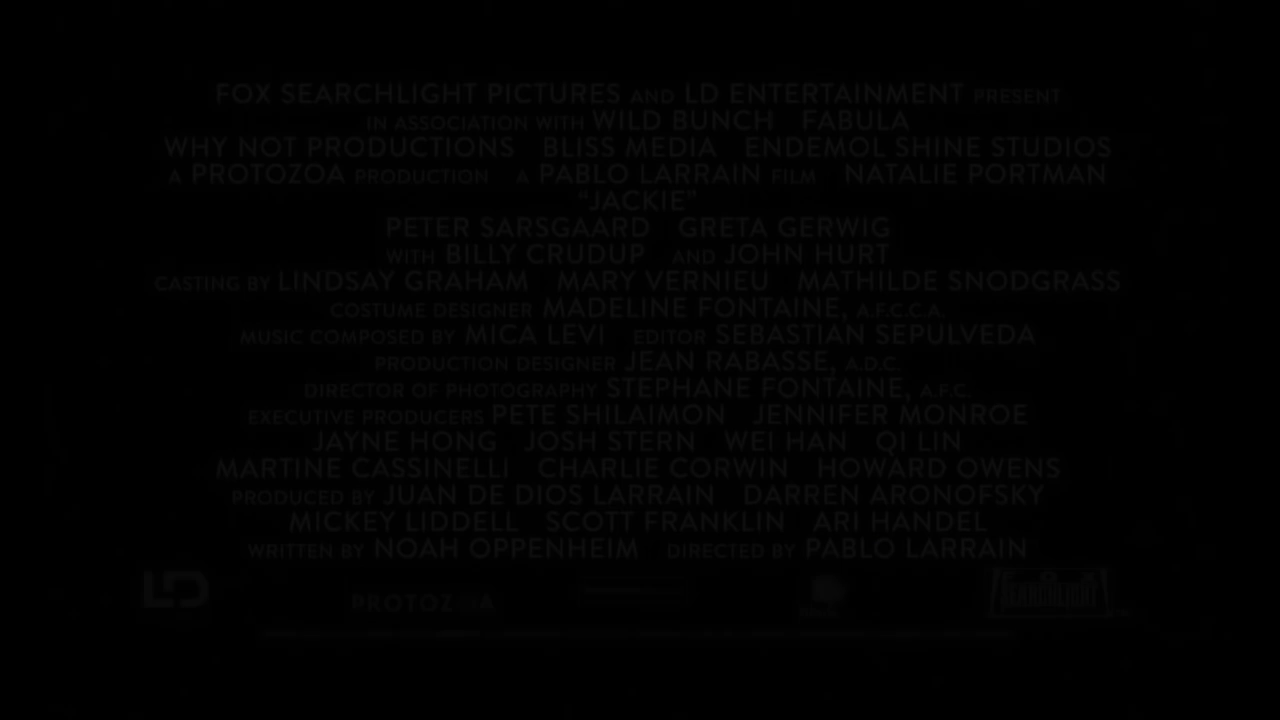 FOX SEARCHLIGHT PICTURES AND LD ENTERTAINMENT PRESENT
IN ASSOCIATION WITH WILD BUNCH FABULA
WHY NOT PRODUCTIONS BLISS MEDIA ENDEMOL SHINE STUDIOS
A PROTOZOA PRODUCTION A PABLO LARRAIN FILM NATALIE PORTMAN
"JACKIE"
PETER SARSGAARD GRETA GERWIG
WITH BILLY CRUDUP AND JOHN HURT
CASTING BY LINDSAY GRAHAM MARY VERNIEU MATHILDE SNODGRASS
COSTUME DESIGNER MADELINE FONTAINE, A.F.C.C.A.
MUSIC COMPOSED BY MICA LEVI EDITOR SEBASTIAN SEPULVEDA
PRODUCTION DESIGNER JEAN RABASSE, A.D.C.
DIRECTOR OF PHOTOGRAPHY STEPHANE FONTAINE, A.F.C.
EXECUTIVE PRODUCERS PETE SHILAIMON JENNIFER MONROE
JAYNE HONG JOSH STERN WEI HAN QI LIN
MARTINE CASSINELLI CHARLIE CORWIN HOWARD OWENS
PRODUCED BY JUAN DE DIOS LARRAIN DARREN ARONOFSKY
MICKEY LIDDELL SCOTT FRANKLIN ARI HANDEL
WRITTEN BY NOAH OPPENHEIM DIRECTED BY PABLO LARRAIN
LD PROTOZOA SEARCHLIGHT